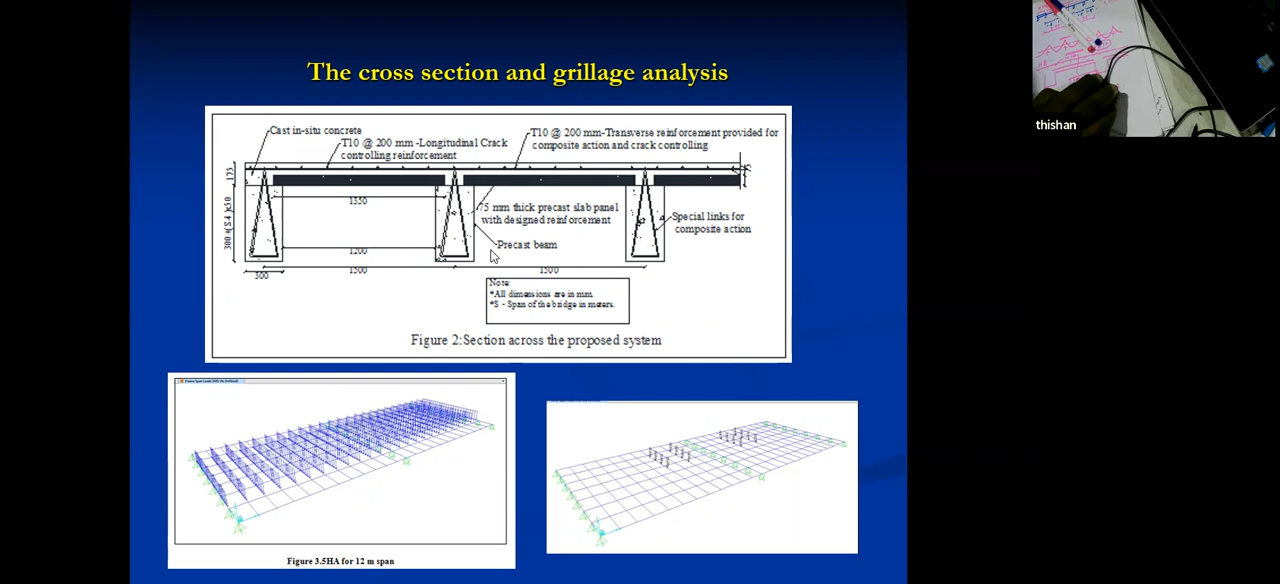 The cross section and grillage analysis
Cast in-situ concrete
T10 @ 200 mm -Longitudinal Crack
controlling reinforcement
T10 @ 200 mm-Transverse reinforcement provided for
composite action and crack controlling
175
1350
75 mm thick precast slab panel
with designed reinforcement
Special links for
composite action
Precast beam
1200
1500
1500
300
Note:
*All dimensions are in mm.
*S - Span of the bridge in meters.
Figure 2:Section across the proposed system
Figure 3.5HA for 12 m span
thishan